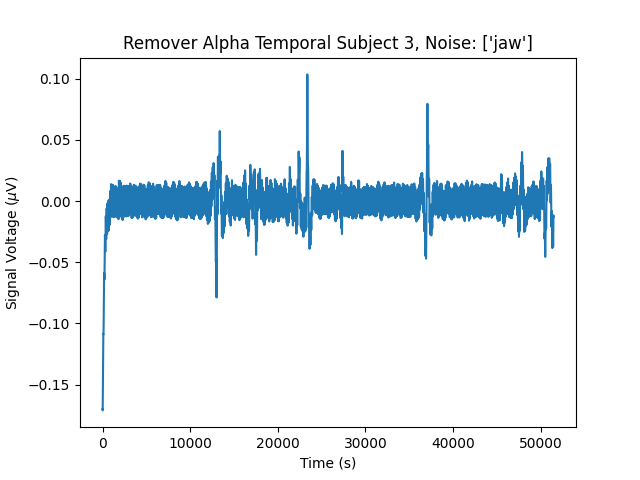 Remover Alpha Temporal Subject 3, Noise: ['jaw']
0.10
0.05
0.00
−0.05
−0.10
−0.15
Signal Voltage (μV)
0 10000 20000 30000 40000 50000
Time (s)